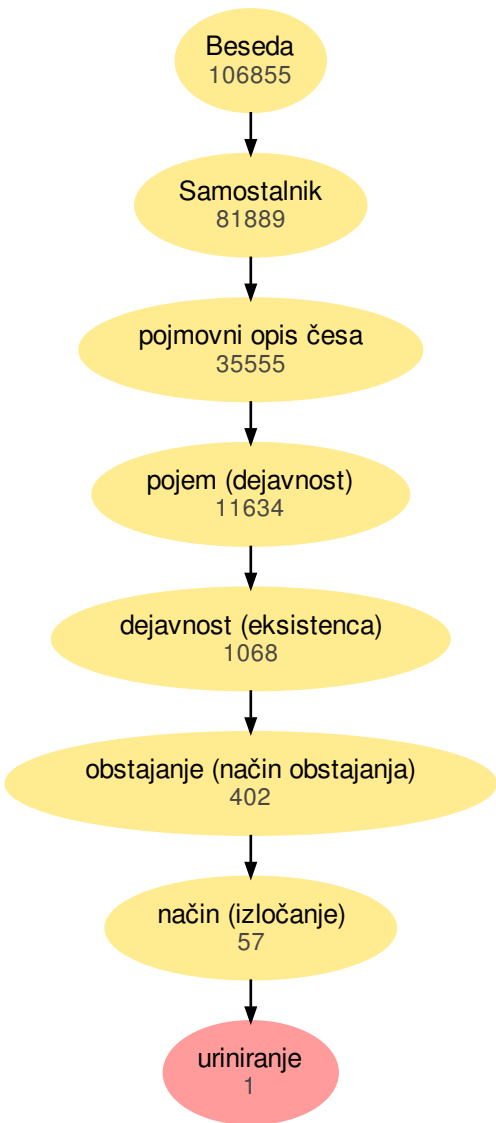 Beseda
106855
Samostalnik
81889
pojmovni opis česa
35555
pojem (dejavnost)
11634
dejavnost (eksistenca)
1068
obstajanje (način obstajanja)
402
način (izločanje)
57
uriniranje
1